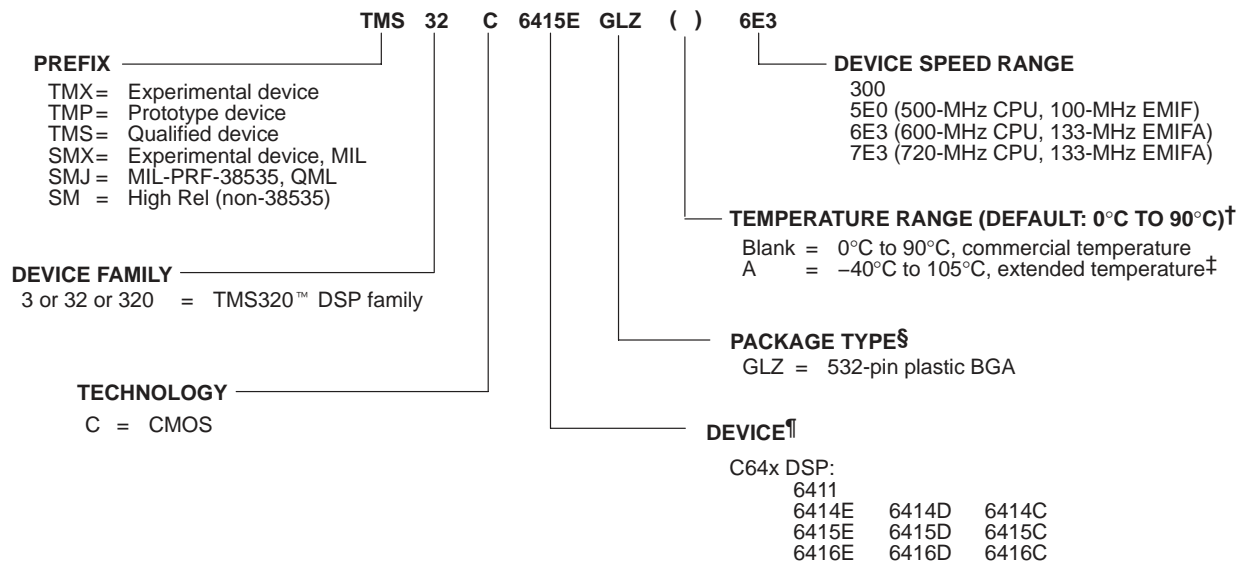 TMS 32 C 6415E GLZ ( ) 6E3
PREFIX
TMX= Experimental device
TMP= Prototype device
TMS= Qualified device
SMX= Experimental device, MIL
SMJ = MIL-PRF-38535, QML
SM = High Rel (non-38535)
DEVICE SPEED RANGE
300
5E0 (500-MHz CPU, 100-MHz EMIF)
6E3 (600-MHz CPU, 133-MHz EMIFA)
7E3 (720-MHz CPU, 133-MHz EMIFA)
TEMPERATURE RANGE (DEFAULT: 0°C TO 90°C)†
Blank = 0°C to 90°C, commercial temperature
A = −40°C to 105°C, extended temperature‡
DEVICE FAMILY
3 or 32 or 320 = TMS320™ DSP family
PACKAGE TYPE§
GLZ = 532-pin plastic BGA
TECHNOLOGY
C = CMOS
DEVICE¶
C64x DSP:
6411
6414E 6414D 6414C
6415E 6415D 6415C
6416E 6416D 6416C